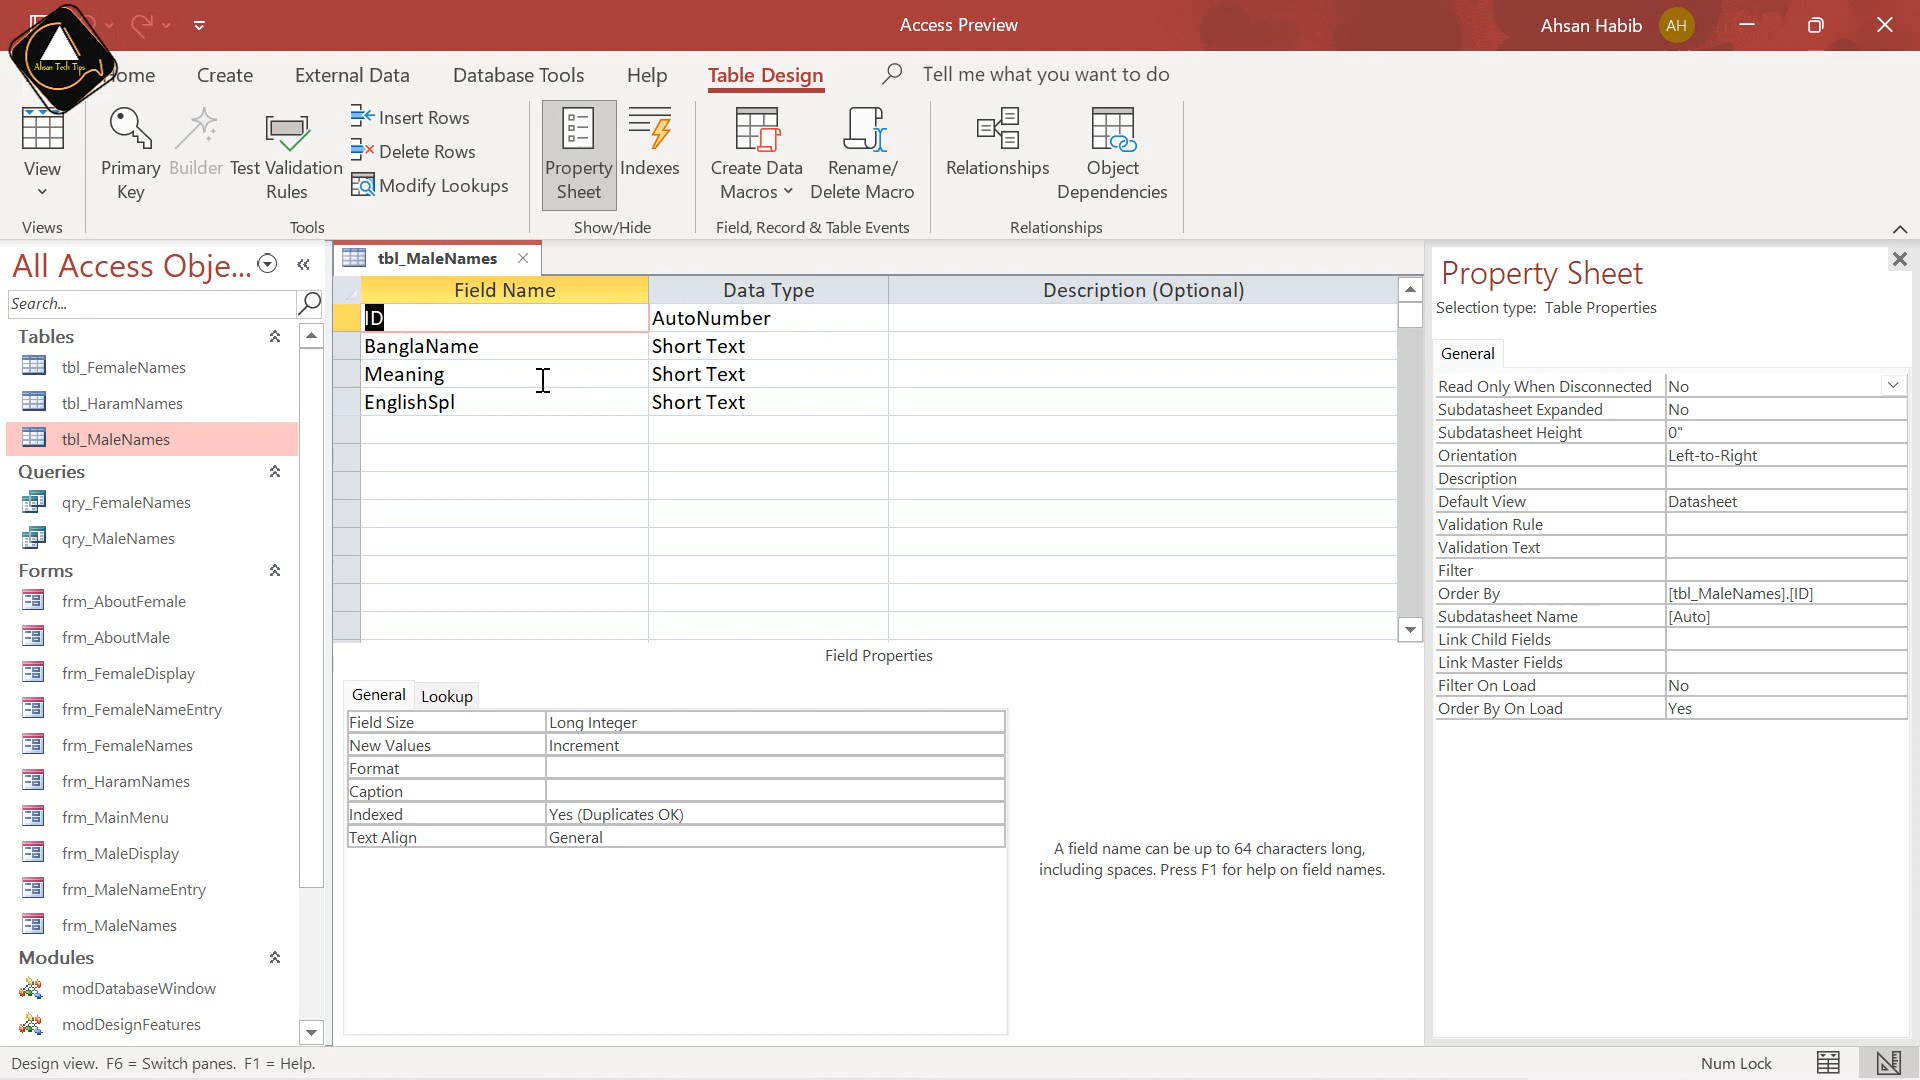 Access Preview
Ahsan Habib
AH
Ahsan Tech Tips
ome
Create
External Data
Database Tools
Help
Table Design
Tell me what you want to do
View
Primary Key
Builder
Test Validation Rules
Insert Rows
Delete Rows
Modify Lookups
Property Sheet
Indexes
Create Data Macros
Rename/ Delete Macro
Relationships
Object Dependencies
Views
Tools
Show/Hide
Field, Record & Table Events
Relationships
All Access Obje...
Search...
Tables
tbl_FemaleNames
tbl_HaramNames
tbl_MaleNames
Queries
qry_FemaleNames
qry_MaleNames
Forms
frm_AboutFemale
frm_AboutMale
frm_FemaleDisplay
frm_FemaleNameEntry
frm_FemaleNames
frm_HaramNames
frm_MainMenu
frm_MaleDisplay
frm_MaleNameEntry
frm_MaleNames
Modules
modDatabaseWindow
modDesignFeatures
tbl_MaleNames
Field Name Data Type Description (Optional)
ID AutoNumber
BanglaName Short Text
Meaning Short Text
EnglishSpl Short Text
Field Properties
General Lookup
Field Size Long Integer
New Values Increment
Format
Caption
Indexed Yes (Duplicates OK)
Text Align General
A field name can be up to 64 characters long,
including spaces. Press F1 for help on field names.
Property Sheet
Selection type: Table Properties
General
Read Only When Disconnected No
Subdatasheet Expanded No
Subdatasheet Height 0"
Orientation Left-to-Right
Description
Default View Datasheet
Validation Rule
Validation Text
Filter
Order By [tbl_MaleNames].[ID]
Subdatasheet Name [Auto]
Link Child Fields
Link Master Fields
Filter On Load No
Order By On Load Yes
Design view. F6 = Switch panes. F1 = Help.
Num Lock